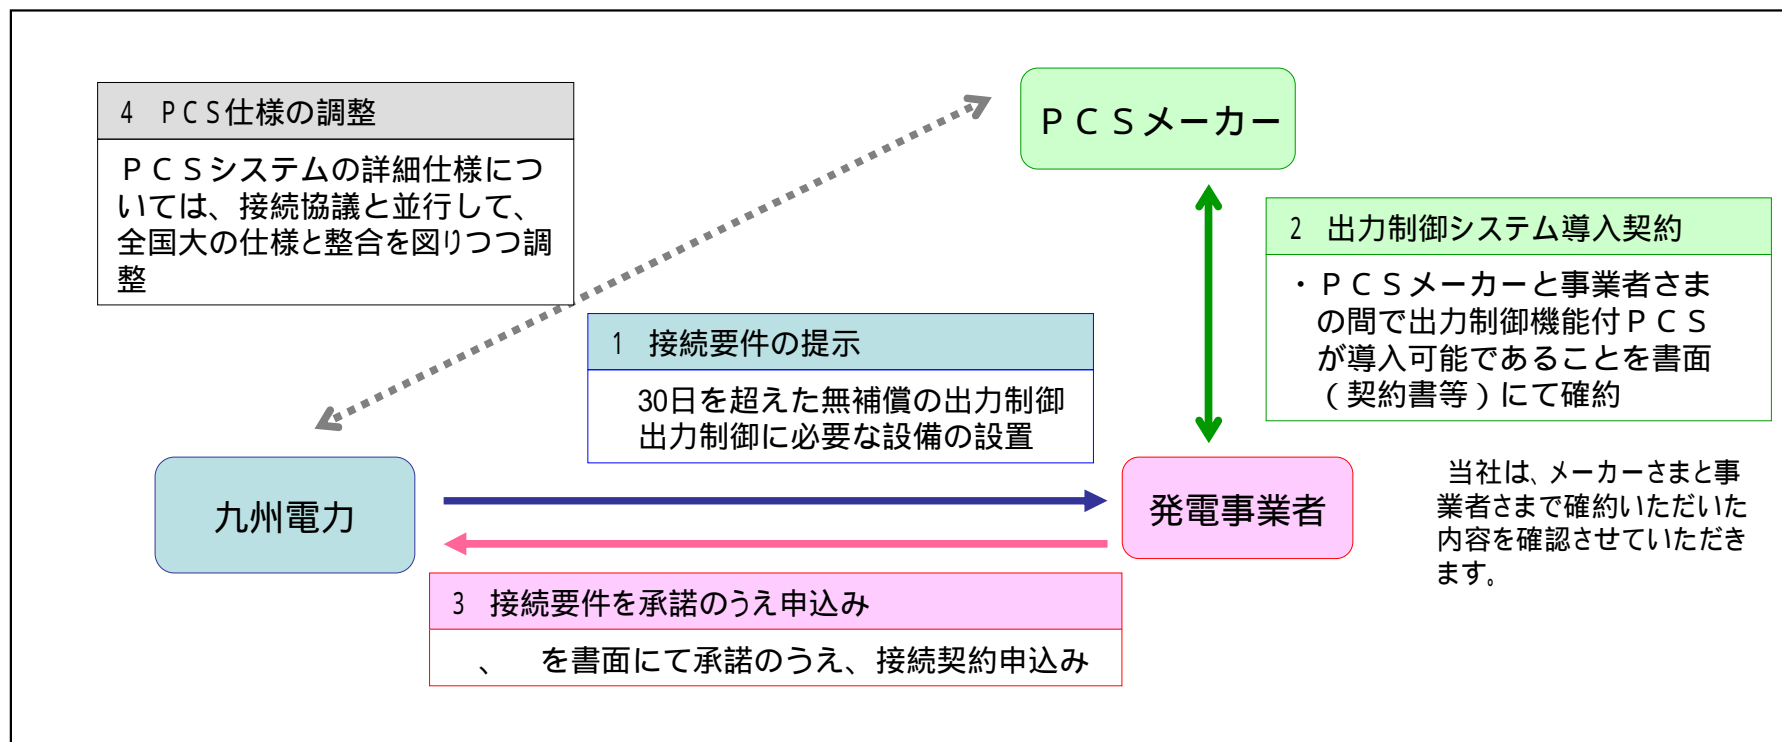 4 ＰＣＳ仕様の調整
ＰＣＳシステムの詳細仕様につ
いては、接続協議と並行して、
全国大の仕様と整合を図りつつ調
整
ＰＣＳメーカー
2 出力制御システム導入契約
・ＰＣＳメーカーと事業者さま
の間で出力制御機能付ＰＣＳ
が導入可能であることを書面
（契約書等）にて確約
1 接続要件の提示
30日を超えた無補償の出力制御
出力制御に必要な設備の設置
九州電力
発電事業者
当社は、メーカーさまと事
業者さまで確約いただいた
内容を確認させていただき
ます。
3 接続要件を承諾のうえ申込み
、　を書面にて承諾のうえ、接続契約申込み